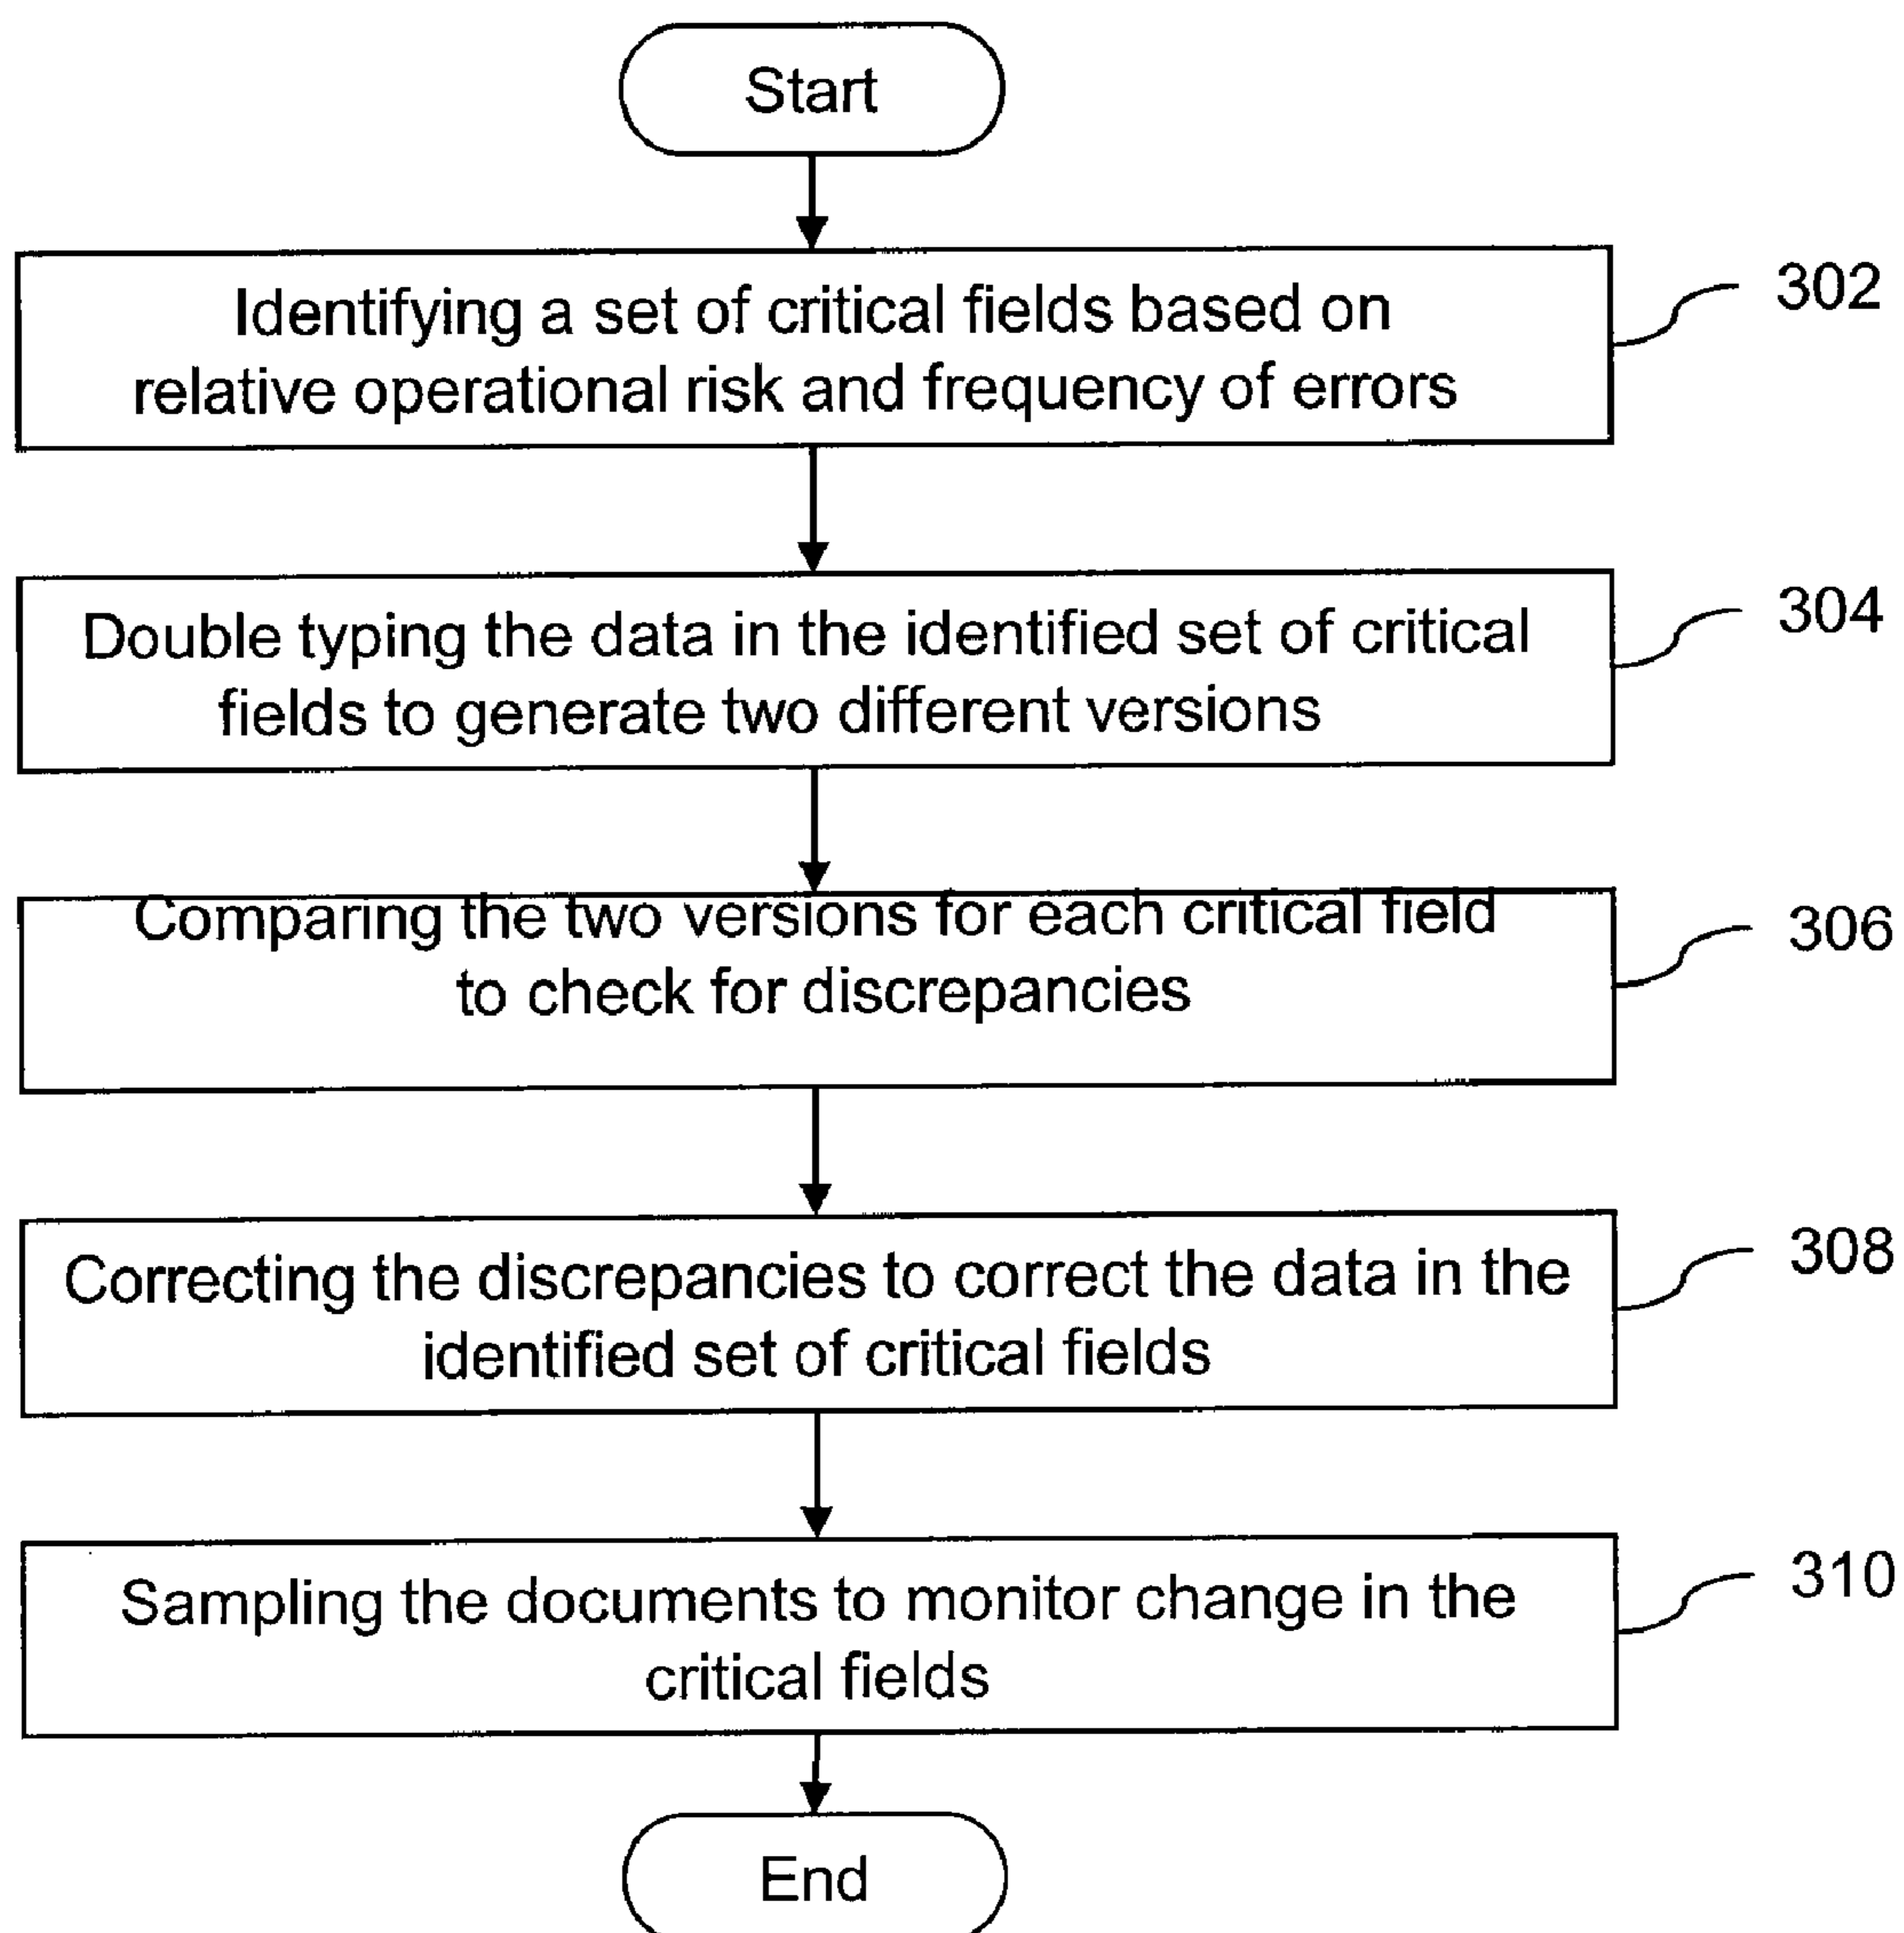 Start
Identifying a set of critical fields based on
relative operational risk and frequency of errors
302
Double typing the data in the identified set of critical
fields to generate two different versions
304
Comparing the two versions for each critical field
to check for discrepancies
306
Correcting the discrepancies to correct the data in the
identified set of critical fields
308
Sampling the documents to monitor change in the
critical fields
310
End